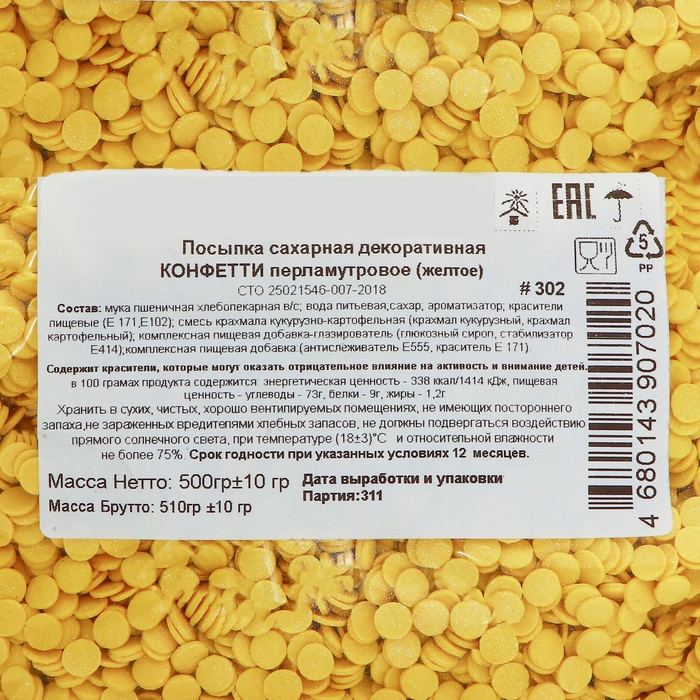 EAC
5
PP
Посыпка сахарная декоративная
КОНФЕТТИ перламутровое (желтое)
СТО 25021546-007-2018
# 302
Состав: мука пшеничная хлебопекарная в/с; вода питьевая,сахар; ароматизатор; красители
пищевые (Е 171,Е102); смесь крахмала кукурузно-картофельная (крахмал кукурузный, крахмал
картофельный); комплексная пищевая добавка-глазирователь (глюкозный сироп, стабилизатор
Е414);комплексная пищевая добавка:(антислеживатель Е555, краситель Е 171).
Содержит красители, которые могут оказать отрицательное влияние на активность и внимание детей.
в 100 грамах продукта содержится энергетическая ценность - 338 ккал/1414 кДж, пищевая
ценность - углеводы - 73г, белки - 9г, жиры - 1,2г
Хранить в сухих, чистых, хорошо вентилируемых помещениях, не имеющих постороннего
запаха,не зараженных вредителями хлебных запасов, не должны подвергаться воздействию
прямого солнечного света, при температуре (18±3)°С и относительной влажности
не более 75%. Срок годности при указанных условиях 12 месяцев.
Масса Нетто: 500гр±10 гр
Масса Брутто: 510гр ±10 гр
Дата выработки и упаковки
Партия:311
4 680143 907020